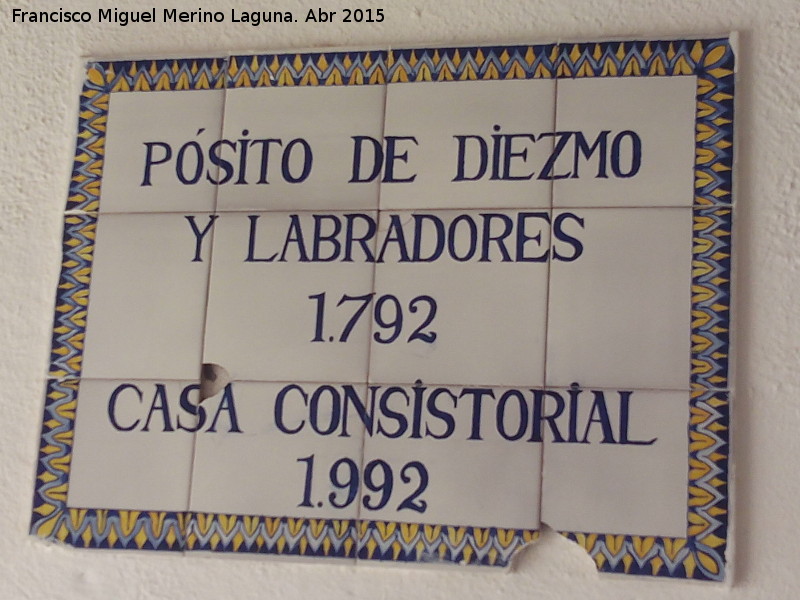 Francisco Miguel Merino Laguna. Abr 2015
PÓSITO DE DIEZMO
Y LABRADORES
1.792
CASA CONSISTORIAL
1.992